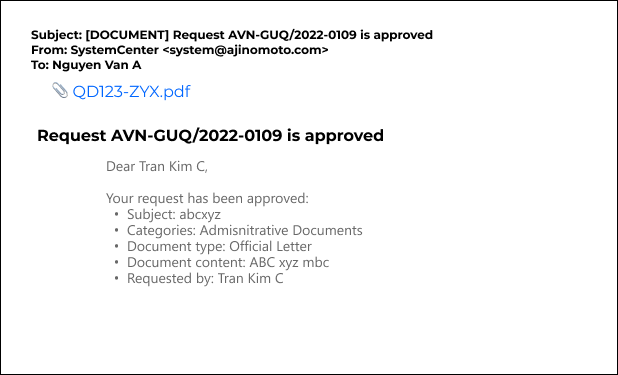 Subject: [DOCUMENT] Request AVN-GUQ/2022-0109 is approved
From: SystemCenter <system@ajinomoto.com>
To: Nguyen Van A
QD123-ZYX.pdf
Request AVN-GUQ/2022-0109 is approved
Dear Tran Kim C,
Your request has been approved:
• Subject: abcxyz
• Categories: Admisnitrative Documents
• Document type: Official Letter
• Document content: ABC xyz mbc
• Requested by: Tran Kim C